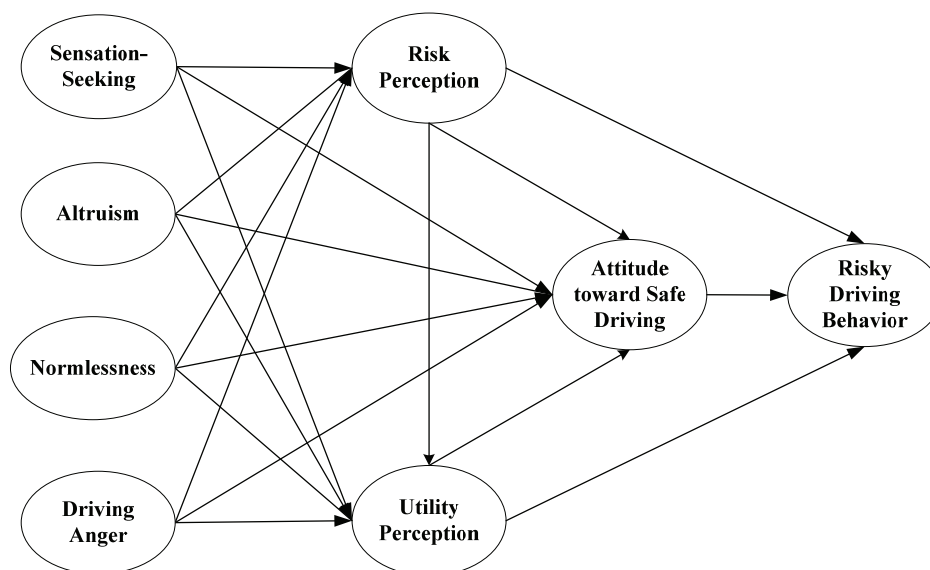 Sensation-
Seeking
Risk
Perception
Altruism
Attitude
toward Safe
Driving
Risky
Driving
Behavior
Normlessness
Driving
Anger
Utility
Perception